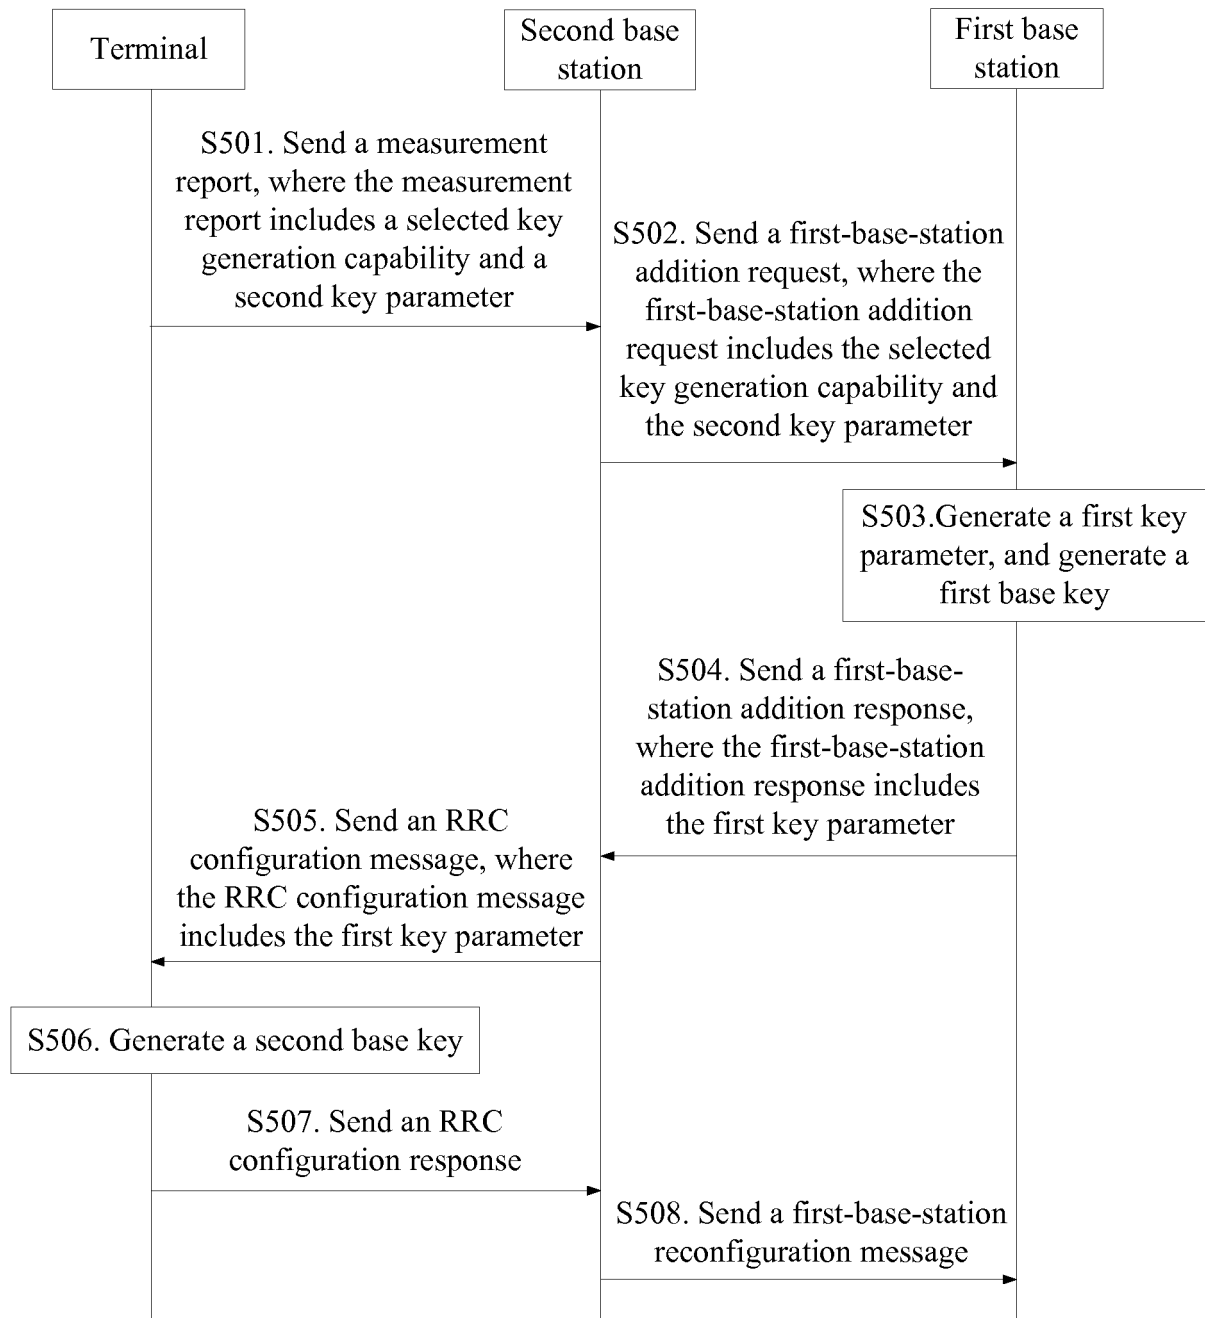 Terminal
Second base
station
First base
station
S501. Send a measurement
report, where the measurement
report includes a selected key
generation capability and a
second key parameter
S502. Send a first-base-station
addition request, where the
first-base-station addition
request includes the selected
key generation capability and
the second key parameter
S503.Generate a first key
parameter, and generate a
first base key
S504. Send a first-base-
station addition response,
where the first-base-station
addition response includes
the first key parameter
S505. Send an RRC
configuration message, where
the RRC configuration message
includes the first key parameter
S506. Generate a second base key
S507. Send an RRC
configuration response
S508. Send a first-base-station
reconfiguration message